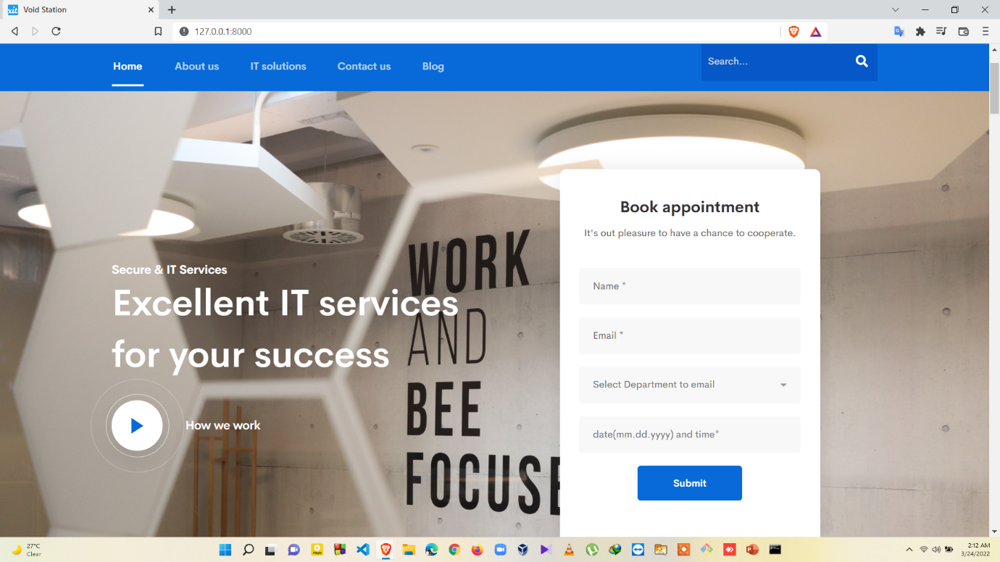 xit Void Station
127.0.0.1:8000
Home About us IT solutions Contact us Blog Search...
WORK
AND
BEE
FOCUSE
Secure & IT Services
Excellent IT services
for your success
How we work
Book appointment
It's out pleasure to have a chance to cooperate.
Name *
Email *
Select Department to email
date(mm.dd.yyyy) and time*
Submit
27°C
Clear
2:12 AM
3/24/2022